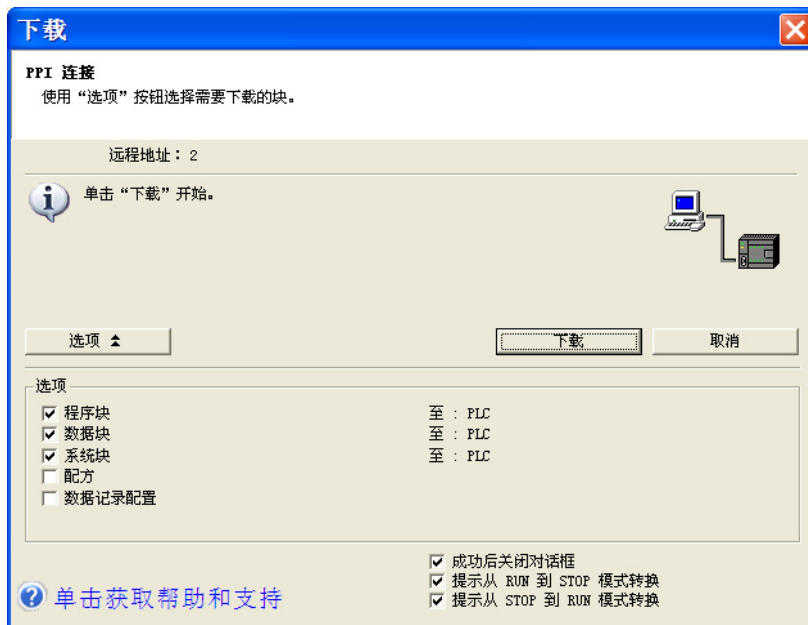 下载
PPI 连接
使用“选项”按钮选择需要下载的块。
远程地址: 2
单击“下载”开始。
选项
下载
取消
选项
程序块 至 : PLC
数据块 至 : PLC
系统块 至 : PLC
配方
数据记录配置
成功后关闭对话框
提示从 RUN 到 STOP 模式转换
提示从 STOP 到 RUN 模式转换
单击获取帮助和支持